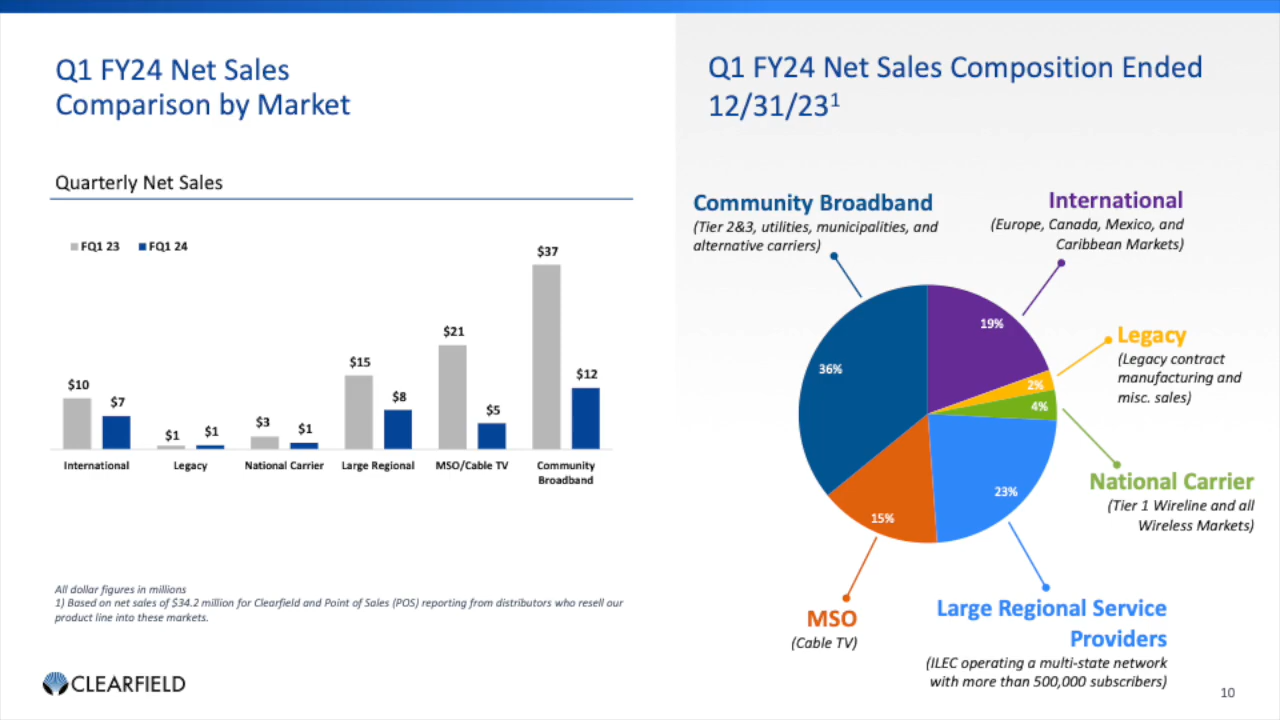 Q1 FY24 Net Sales
Comparison by Market
Quarterly Net Sales
FQ1 23 FQ1 24
$10
$7
$1
$1
$3
$1
$15
$8
$21
$5
$37
$12
International
Legacy
National Carrier
Large Regional
MSO/Cable TV
Community
Broadband
All dollar figures in millions
1) Based on net sales of $34.2 million for Clearfield and Point of Sales (POS) reporting from distributors who resell our
product line into these markets.
CLEARFIELD
Q1 FY24 Net Sales Composition Ended
12/31/23¹
Community Broadband
(Tier 2&3, utilities, municipalities, and
alternative carriers)
International
(Europe, Canada, Mexico, and
Caribbean Markets)
19%
Legacy
(Legacy contract
manufacturing and
misc. sales)
2%
4%
36%
National Carrier
(Tier 1 Wireline and all
Wireless Markets)
23%
15%
MSO
(Cable TV)
Large Regional Service
Providers
(ILEC operating a multi-state network
with more than 500,000 subscribers)
10